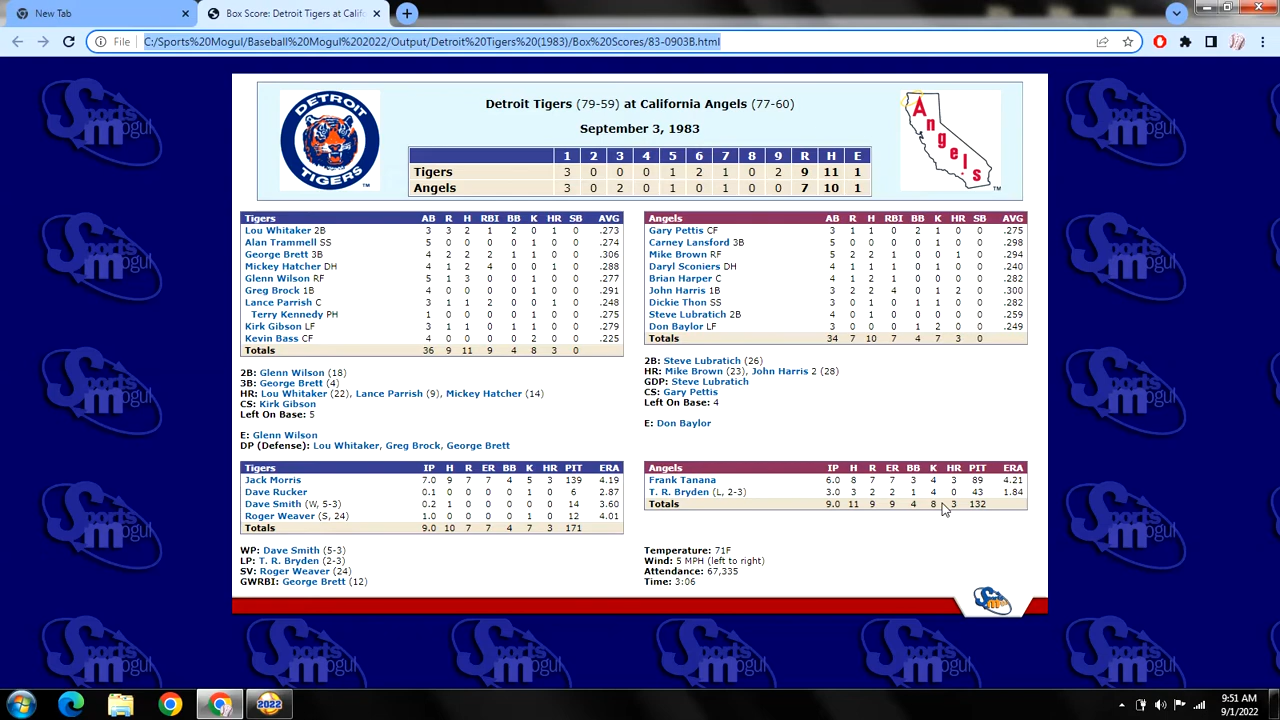 New Tab
Box Score: Detroit Tigers at Calif
File
C:/Sports%20Mogul/Baseball%20Mogul%202022/Output/Detroit%20Tigers%20(1983)/Box%20Scores/83-0903B.html
Detroit Tigers (79-59) at California Angels (77-60)
September 3, 1983
DETROIT TIGERS
Angels
1 2 3 4 5 6 7 8 9 R H E
Tigers 3 0 0 0 1 2 1 0 2 9 11 1
Angels 3 0 2 0 1 0 1 0 0 7 10 1
Tigers AB R H RBI BB K HR SB AVG
Lou Whitaker 2B 3 3 2 1 2 0 1 0 .273
Alan Trammell SS 5 0 0 0 0 1 0 0 .274
George Brett 3B 4 2 2 2 1 1 0 0 .306
Mickey Hatcher DH 4 1 2 4 0 0 1 0 .288
Glenn Wilson RF 5 1 3 0 0 1 0 0 .277
Greg Brock 1B 4 0 0 0 0 1 0 0 .291
Lance Parrish C 3 1 1 2 0 0 1 0 .248
Terry Kennedy PH 1 0 0 0 0 1 0 0 .275
Kirk Gibson LF 3 1 1 0 1 1 0 0 .279
Kevin Bass CF 4 0 0 0 0 2 0 0 .225
Totals 36 9 11 9 4 8 3 0
2B: Glenn Wilson (18)
3B: George Brett (4)
HR: Lou Whitaker (22), Lance Parrish (9), Mickey Hatcher (14)
CS: Kirk Gibson
Left On Base: 5
E: Glenn Wilson
DP (Defense): Lou Whitaker, Greg Brock, George Brett
Angels AB R H RBI BB K HR SB AVG
Gary Pettis CF 3 1 1 0 2 1 0 0 .275
Carney Lansford 3B 5 0 0 0 0 1 0 0 .298
Mike Brown RF 5 2 2 1 0 0 1 0 .294
Daryl Sconiers DH 4 1 1 1 0 1 0 0 .240
Brian Harper C 4 1 2 1 0 0 0 0 .282
John Harris 1B 3 2 2 4 0 1 2 0 .300
Dickie Thon SS 3 0 1 0 1 1 0 0 .282
Steve Lubratich 2B 4 0 1 0 0 0 0 0 .259
Don Baylor LF 3 0 0 0 1 2 0 0 .249
Totals 34 7 10 7 4 7 3 0
2B: Steve Lubratich (26)
HR: Mike Brown (23), John Harris 2 (28)
GDP: Steve Lubratich
CS: Gary Pettis
Left On Base: 4
E: Don Baylor
Tigers IP H R ER BB K HR PIT ERA
Jack Morris 7.0 9 7 7 4 5 3 139 4.19
Dave Rucker 0.1 0 0 0 0 1 0 6 2.87
Dave Smith (W, 5-3) 0.2 1 0 0 0 0 0 14 3.60
Roger Weaver (S, 24) 1.0 0 0 0 0 1 0 12 4.01
Totals 9.0 10 7 7 4 7 3 171
WP: Dave Smith (5-3)
LP: T. R. Bryden (2-3)
SV: Roger Weaver (24)
GWRBI: George Brett (12)
Angels IP H R ER BB K HR PIT ERA
Frank Tanana 6.0 8 7 7 3 4 3 89 4.21
T. R. Bryden (L, 2-3) 3.0 3 2 2 1 4 0 43 1.84
Totals 9.0 11 9 9 4 8 3 132
Temperature: 71F
Wind: 5 MPH (left to right)
Attendance: 67,335
Time: 3:06
Sports Mogul
2022
9:51 AM
9/1/2022